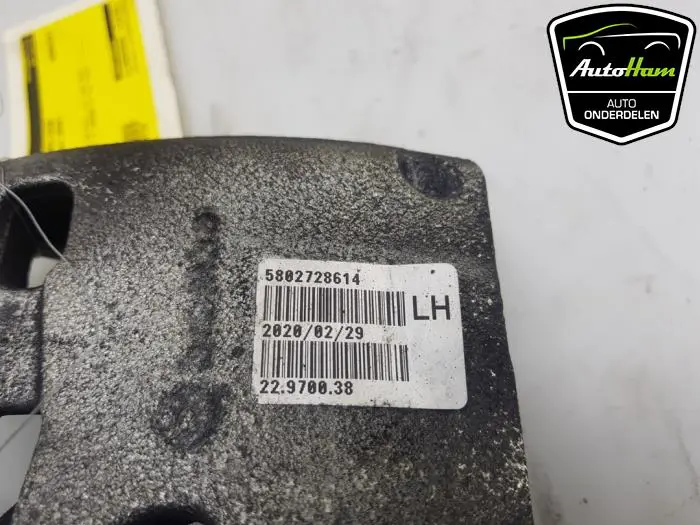 AutoHam
AUTO
ONDERDELEN
5802728614
LH
2020/02/29
22.9700.38